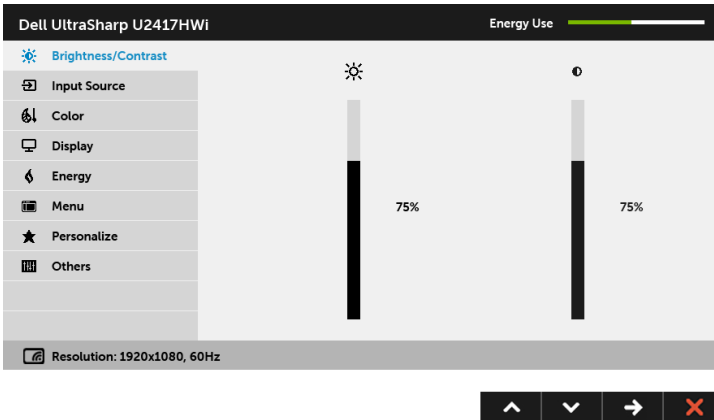 Dell UltraSharp U2417HWi
Energy Use
Brightness/Contrast
Input Source
Color
Display
Energy
Menu
Personalize
Others
75%
75%
Resolution: 1920x1080, 60Hz